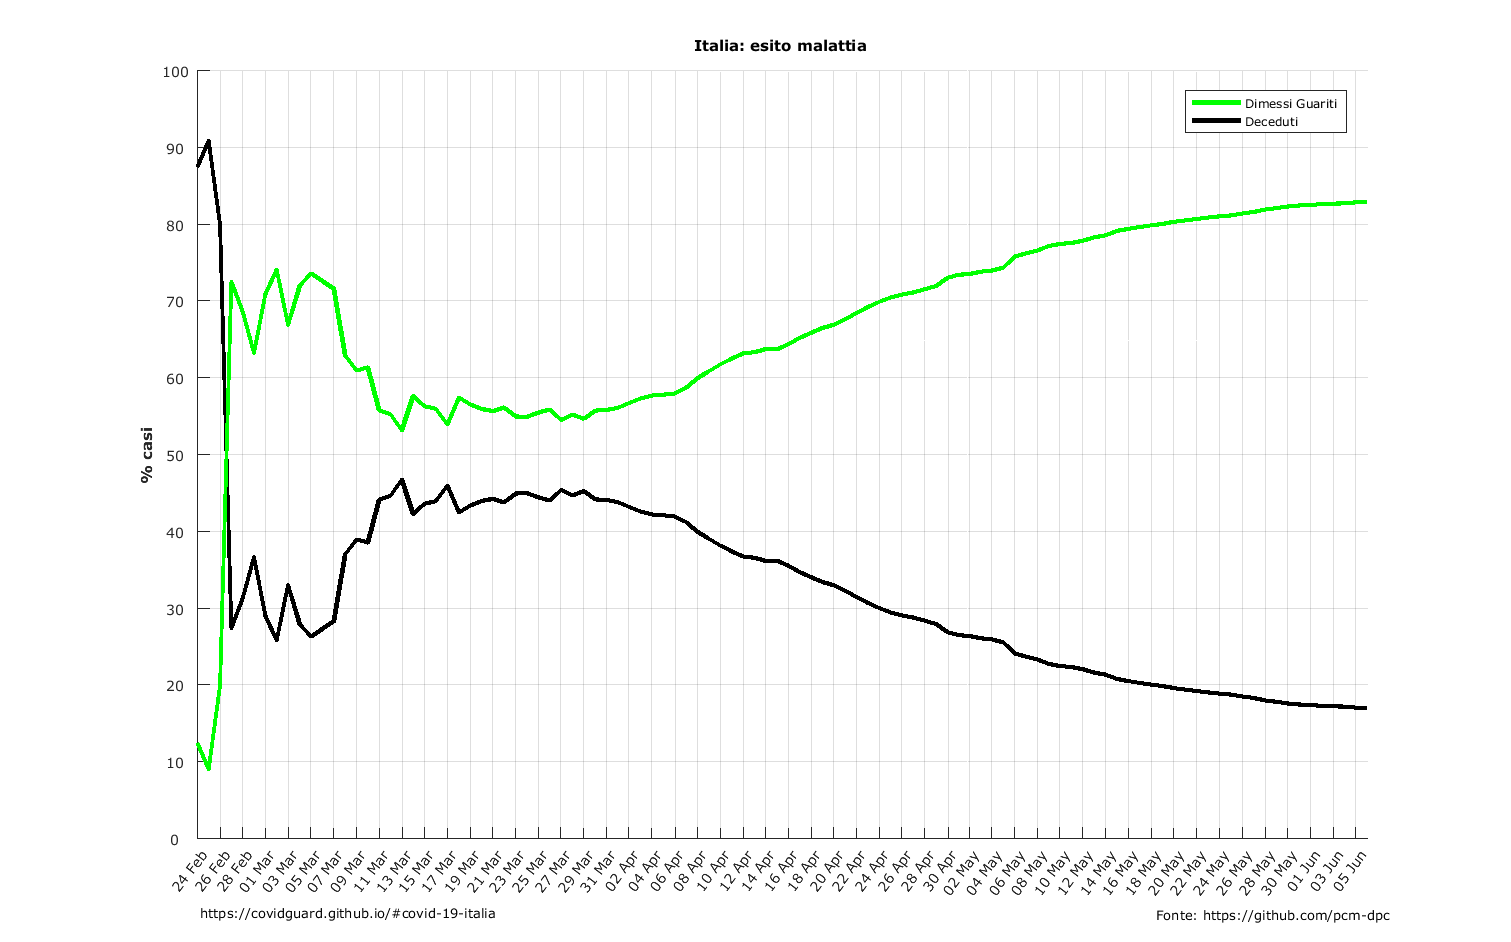 Italia: esito malattia
Dimessi Guariti
Deceduti
% casi
100
90
80
70
60
50
40
30
20
10
0
24 Feb
26 Feb
28 Feb
01 Mar
03 Mar
05 Mar
07 Mar
09 Mar
11 Mar
13 Mar
15 Mar
17 Mar
19 Mar
21 Mar
23 Mar
25 Mar
27 Mar
29 Mar
31 Mar
02 Apr
04 Apr
06 Apr
08 Apr
10 Apr
12 Apr
14 Apr
16 Apr
18 Apr
20 Apr
22 Apr
24 Apr
26 Apr
28 Apr
30 Apr
02 May
04 May
06 May
08 May
10 May
12 May
14 May
16 May
18 May
20 May
22 May
24 May
26 May
28 May
30 May
01 Jun
03 Jun
05 Jun
https://covidguard.github.io/#covid-19-italia
Fonte: https://github.com/pcm-dpc